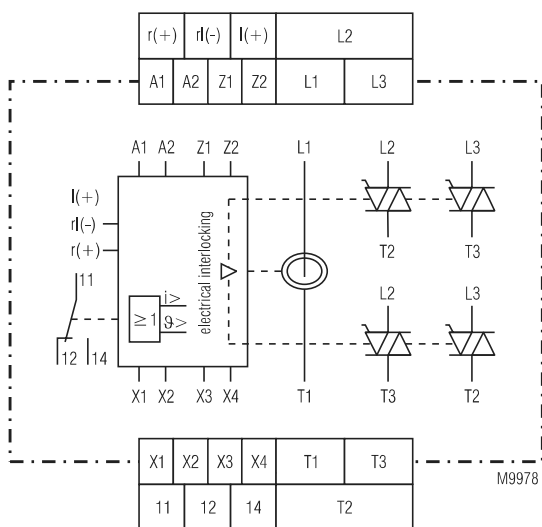 r(+) rl(-) l(+) L2
A1 A2 Z1 Z2 L1 L3
A1 A2 Z1 Z2 L1 L2 L3
l(+)
rl(-)
r(+)
electrical interlocking
T2 T3
11
≥1
i>
ϑ>
L2 L3
12 14
X1 X2 X3 X4 T1 T3 T2
X1 X2 X3 X4 T1 T3
11 12 14 T2
M9978